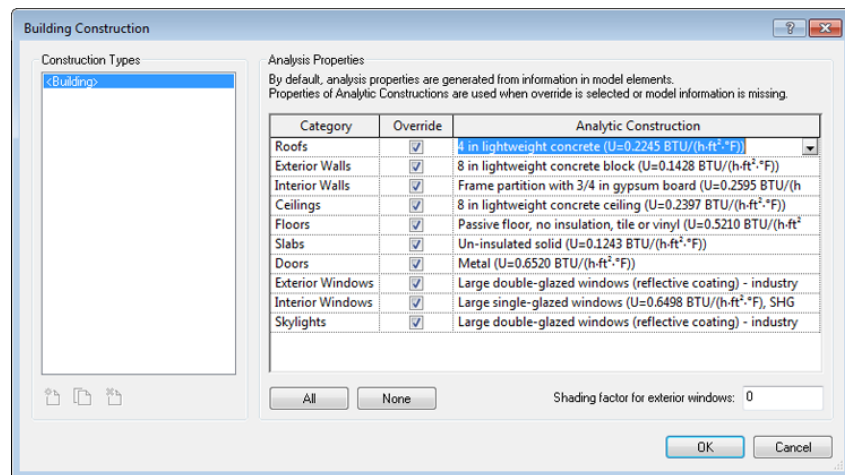 Building Construction
Construction Types
<Building>
Analysis Properties
By default, analysis properties are generated from information in model elements.
Properties of Analytic Constructions are used when override is selected or model information is missing.
Category Override Analytic Construction
Roofs 4 in lightweight concrete (U=0.2245 BTU/(h·ft²·°F))
Exterior Walls 8 in lightweight concrete block (U=0.1428 BTU/(h·ft²·°F))
Interior Walls Frame partition with 3/4 in gypsum board (U=0.2595 BTU/(h
Ceilings 8 in lightweight concrete ceiling (U=0.2397 BTU/(h·ft²·°F))
Floors Passive floor, no insulation, tile or vinyl (U=0.5210 BTU/(h·ft²
Slabs Un-insulated solid (U=0.1243 BTU/(h·ft²·°F))
Doors Metal (U=0.6520 BTU/(h·ft²·°F))
Exterior Windows Large double-glazed windows (reflective coating) - industry
Interior Windows Large single-glazed windows (U=0.6498 BTU/(h·ft²·°F), SHG
Skylights Large double-glazed windows (reflective coating) - industry
All None Shading factor for exterior windows: 0
OK Cancel